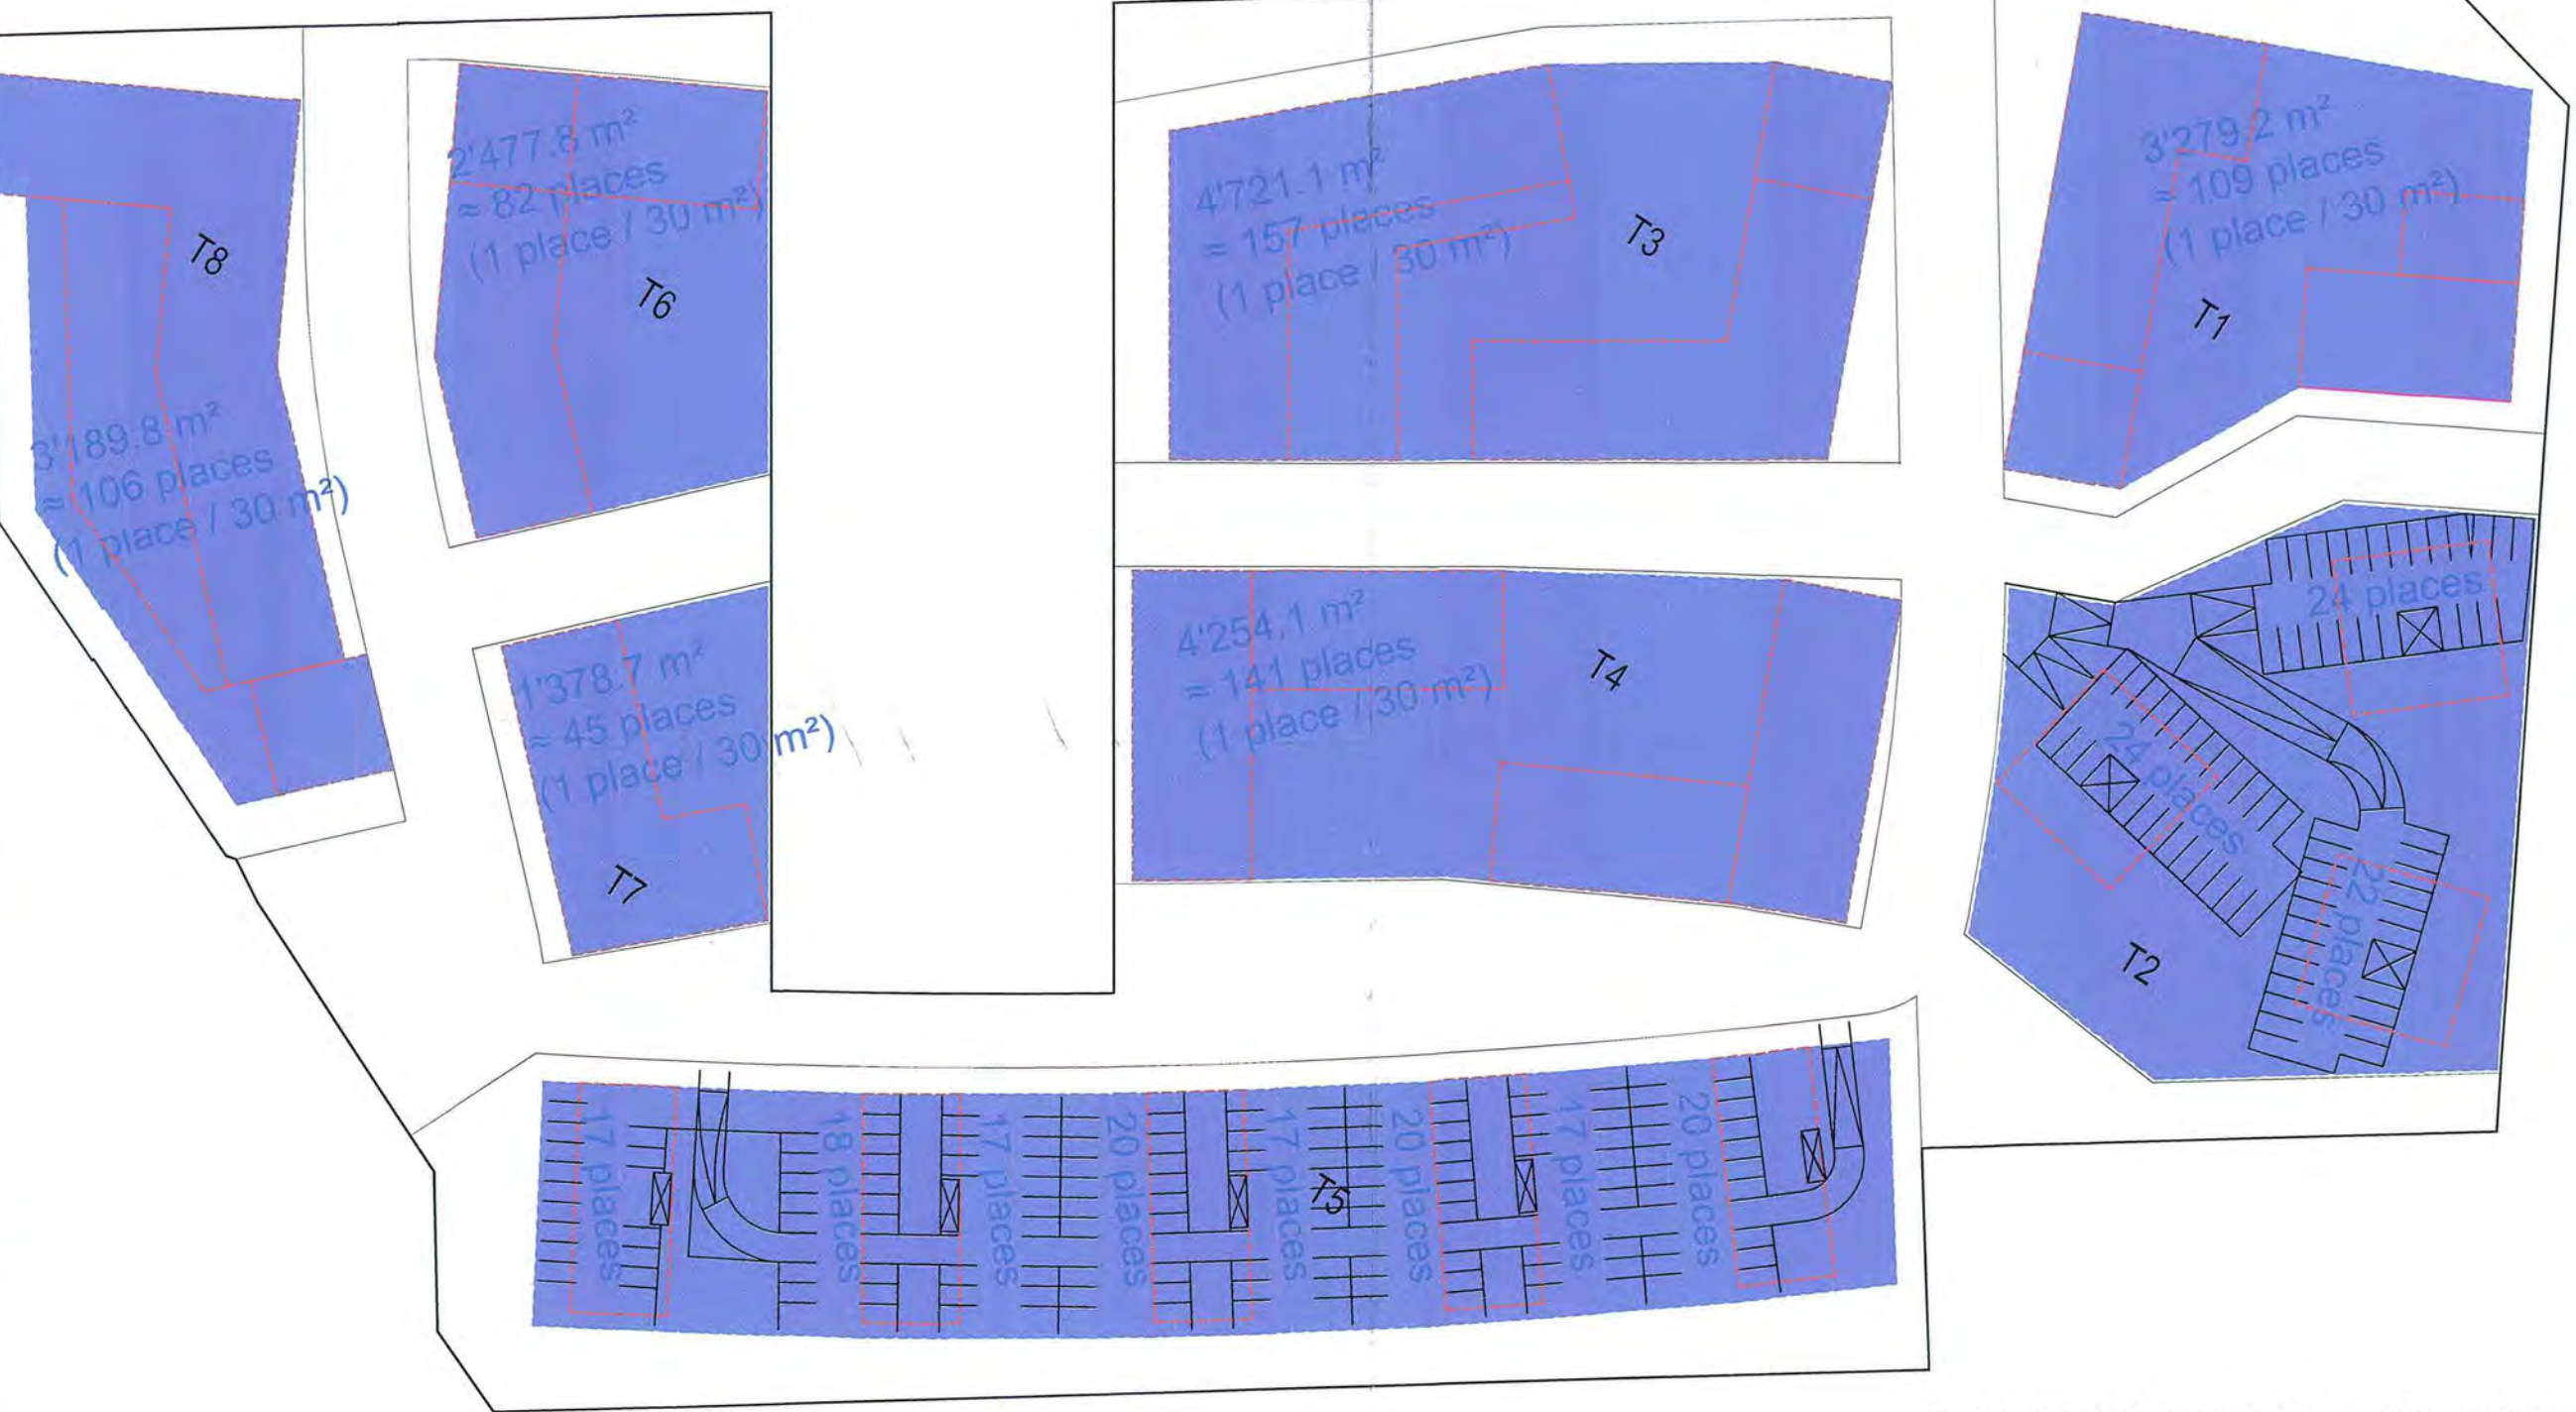 T8
3'189.8 m²
≈ 106 places
(1 place / 30 m²)
2'477.8 m²
≈ 82 places
(1 place / 30 m²)
T6
1'378.7 m²
≈ 45 places
(1 place / 30 m²)
T7
4'721.1 m²
≈ 157 places
(1 place / 30 m²)
T3
4'254.1 m²
≈ 141 places
(1 place / 30 m²)
T4
3'279.2 m²
≈ 109 places
(1 place / 30 m²)
T1
24 places
24 places
22 places
T2
17 places
18 places
17 places
20 places
17 places
T5
20 places
17 places
20 places